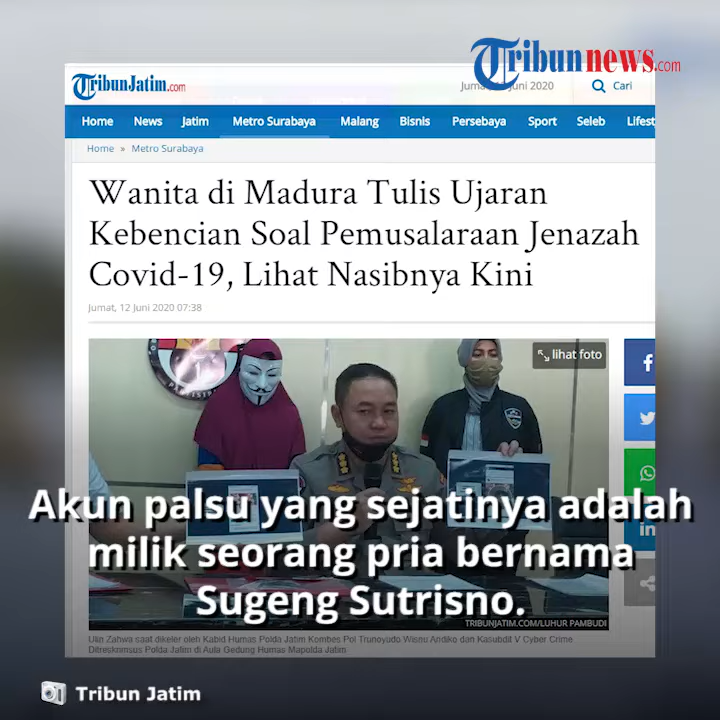 Tribunnews.com
TribunJatim.com
Juma Juni 2020
Cari
Home News Jatim Metro Surabaya Malang Bisnis Persebaya Sport Seleb Lifest
Home » Metro Surabaya
Wanita di Madura Tulis Ujaran
Kebencian Soal Pemusalaraan Jenazah
Covid-19, Lihat Nasibnya Kini
Jumat, 12 Juni 2020 07:38
lihat foto
Akun palsu yang sejatinya adalah
milik seorang pria bernama
Sugeng Sutrisno.
TRIBUNJATIM.COM/LUHUR PAMBUDI
Ulin Zahwa saat dikeler oleh Kabid Humas Polda Jatim Kombes Pol Trunoyudo Wisnu Andiko dan Kasubdit V Cyber Crime
Ditreskrimsus Polda Jatim di Aula Gedung Humas Mapolda Jatim
Tribun Jatim